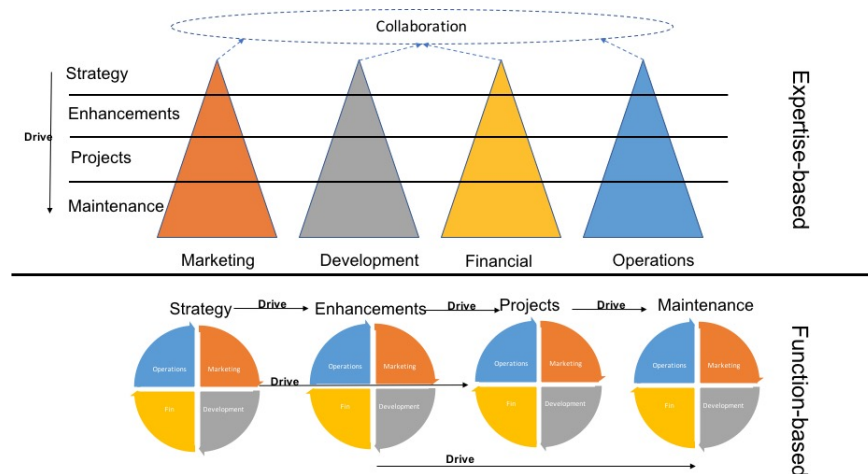 Collaboration
Strategy
Enhancements
Drive
Projects
Maintenance
Marketing Development Financial Operations
Expertise-based
Strategy Drive Enhancements Drive Projects Drive Maintenance
Operations Marketing Operations Marketing Operations Marketing Operations Marketing
Drive
Fin Development Fin Development Fin Development Fin Development
Drive
Function-based